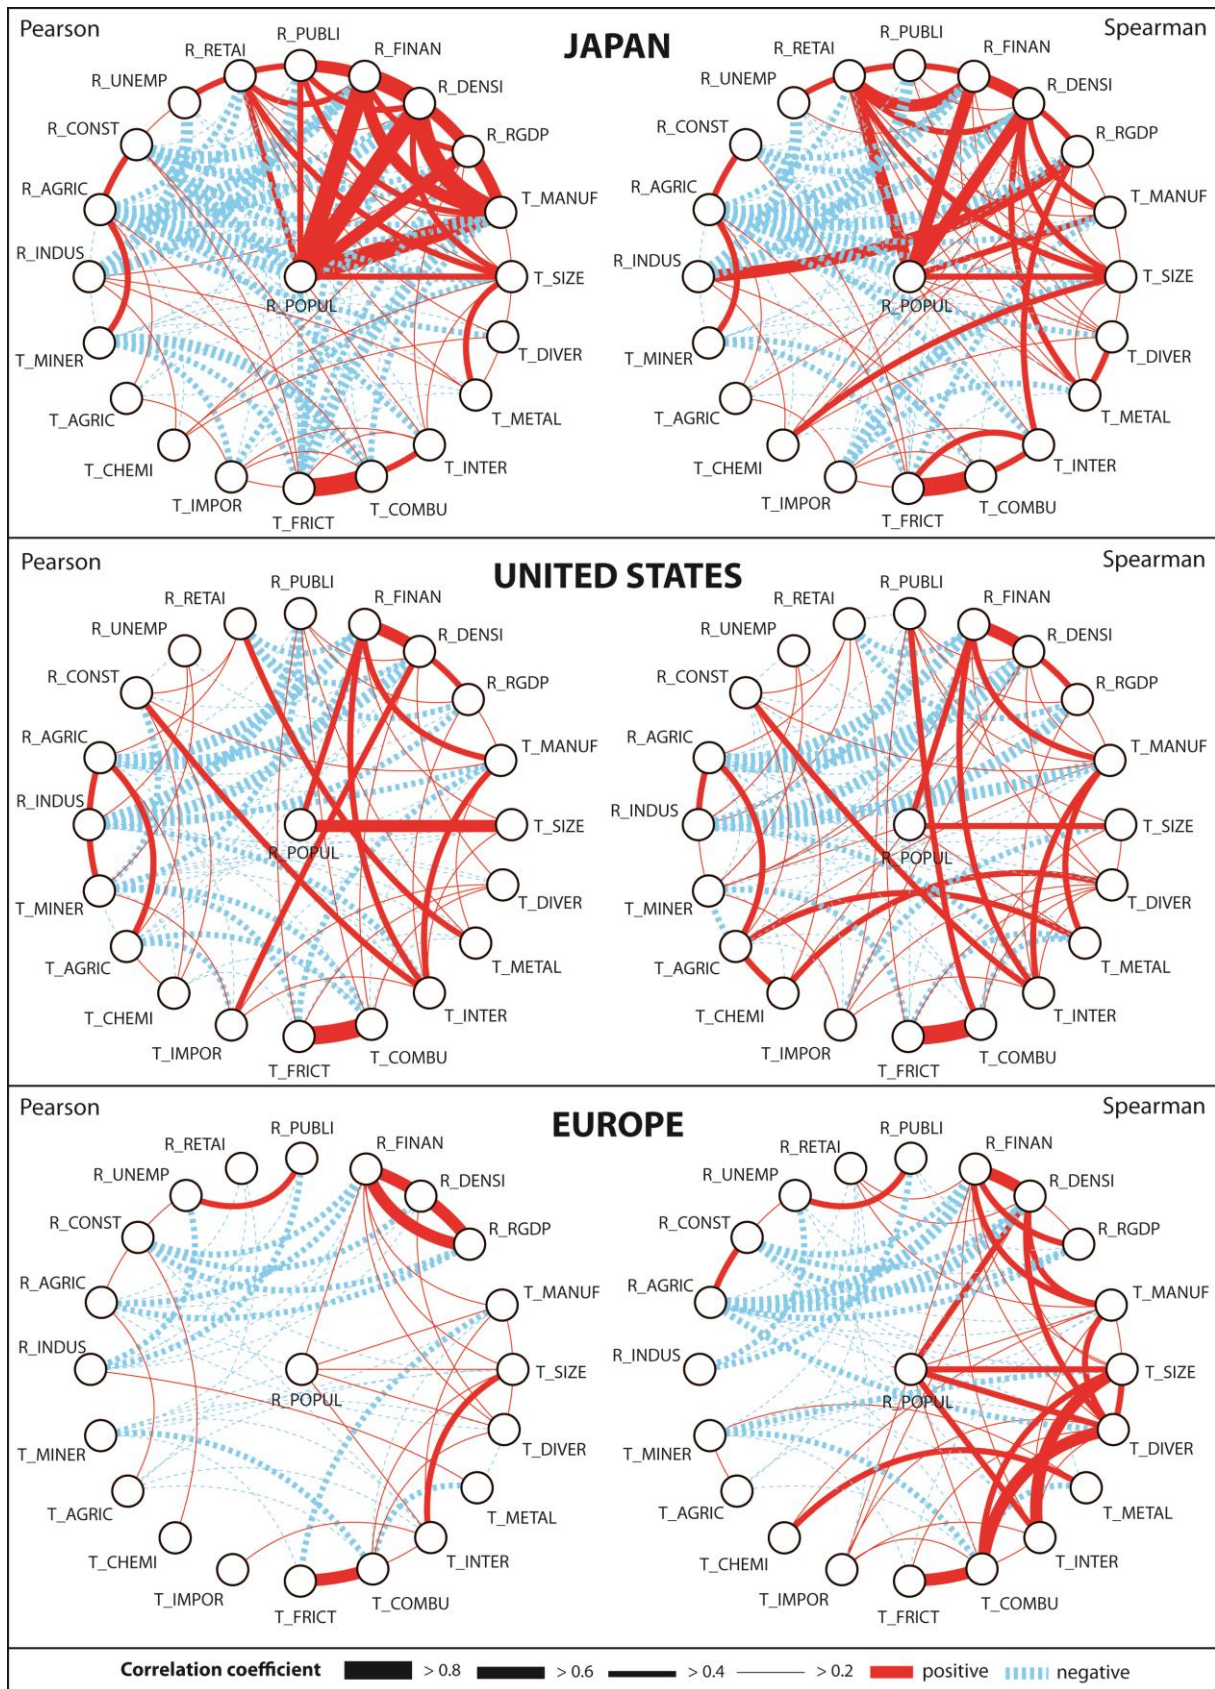 Pearson
JAPAN
Spearman
R_PUBLI
R_FINAN
R_RETAI
R_DENSI
R_UNEMP
R_RGDP
R_CONST
T_MANUF
R_AGRIC
T_SIZE
R_INDUS
R_POPUL
T_DIVER
T_MINER
T_METAL
T_AGRIC
T_INTER
T_CHEMI
T_COMBU
T_IMPOR
T_FRICT
R_PUBLI
R_FINAN
R_RETAI
R_DENSI
R_UNEMP
R_RGDP
R_CONST
T_MANUF
R_AGRIC
T_SIZE
R_INDUS
R_POPUL
T_DIVER
T_MINER
T_METAL
T_AGRIC
T_INTER
T_CHEMI
T_COMBU
T_IMPOR
T_FRICT
Pearson
UNITED STATES
Spearman
R_PUBLI
R_FINAN
R_RETAI
R_DENSI
R_UNEMP
R_RGDP
R_CONST
T_MANUF
R_AGRIC
T_SIZE
R_INDUS
R_POPUL
T_DIVER
T_MINER
T_METAL
T_AGRIC
T_INTER
T_CHEMI
T_COMBU
T_IMPOR
T_FRICT
R_PUBLI
R_FINAN
R_RETAI
R_DENSI
R_UNEMP
R_RGDP
R_CONST
T_MANUF
R_AGRIC
T_SIZE
R_INDUS
R_POPUL
T_DIVER
T_MINER
T_METAL
T_AGRIC
T_INTER
T_CHEMI
T_COMBU
T_IMPOR
T_FRICT
Pearson
EUROPE
Spearman
R_PUBLI
R_FINAN
R_RETAI
R_DENSI
R_UNEMP
R_RGDP
R_CONST
T_MANUF
R_AGRIC
T_SIZE
R_INDUS
R_POPUL
T_DIVER
T_MINER
T_METAL
T_AGRIC
T_INTER
T_CHEMI
T_COMBU
T_IMPOR
T_FRICT
R_PUBLI
R_FINAN
R_RETAI
R_DENSI
R_UNEMP
R_RGDP
R_CONST
T_MANUF
R_AGRIC
T_SIZE
R_INDUS
R_POPUL
T_DIVER
T_MINER
T_METAL
T_AGRIC
T_INTER
T_CHEMI
T_COMBU
T_IMPOR
T_FRICT
Correlation coefficient > 0.8 > 0.6 > 0.4 > 0.2 positive negative